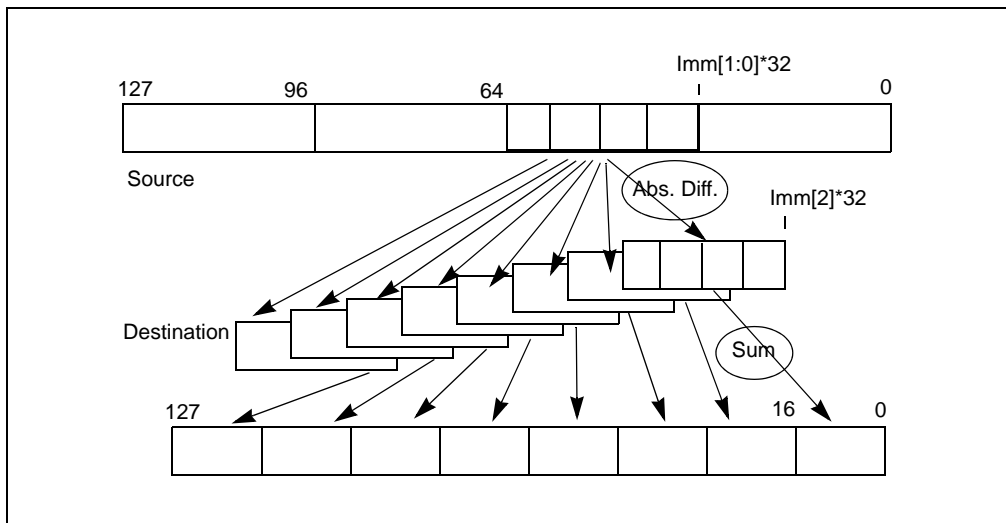 Imm[1:0]*32
127 96 64 0
Source
Abs. Diff.
Imm[2]*32
Destination
Sum
127 16 0